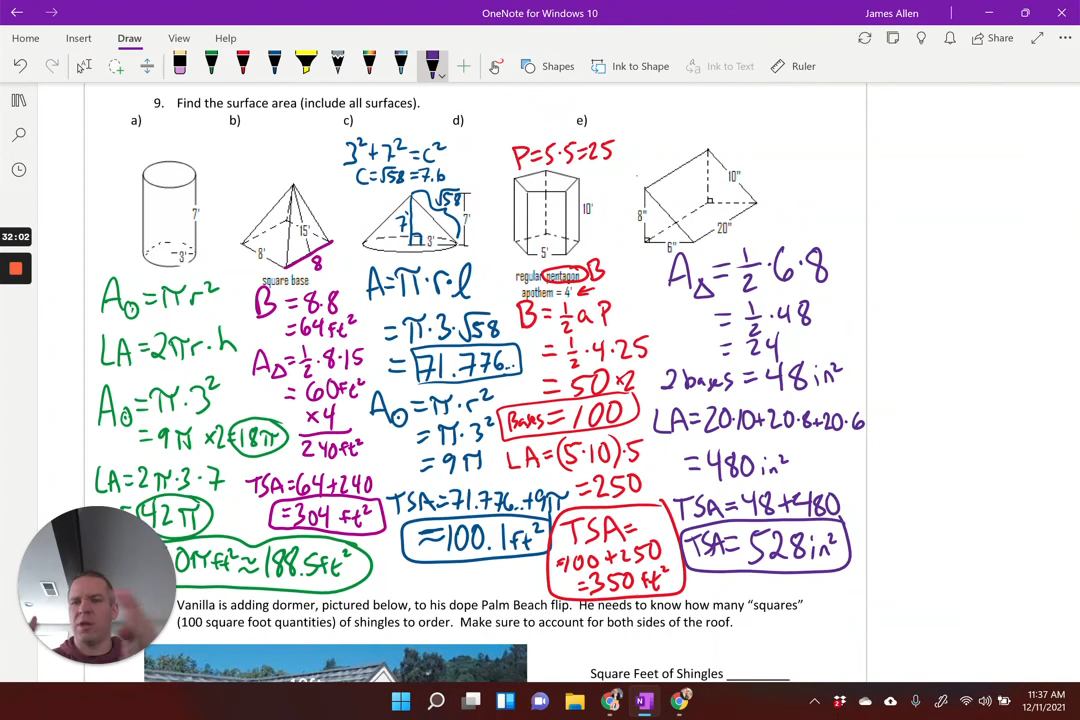 OneNote for Windows 10
James Allen
Home Insert Draw View Help
Share
Shapes
Ink to Shape
Ink to Text
Ruler
9. Find the surface area (include all surfaces).
a) b) c) d) e)
7'
3'
8'
15'
8
square base
3²+7²=c²
c=√58=7.6
√58
7'
7'
3'
P=5·5=25
10'
5'
regular pentagon
B
apothem = 4'
10"
8"
20"
6"
32:02
A⊙=πr²
LA=2πr·h
A⊙=π·3²
=9π ×2=18π
LA=2π·3·7
=42π
0πft²≈188.5ft²
B=8·8
=64ft²
A△=½·8·15
=60ft²
×4
240ft²
TSA=64+240
=304 ft²
A=π·r·l
=π·3·√58
=71.776...
A⊙=π·r²
=π·3²
=9π
TSA=71.776..+9π
≈100.1ft²
B=½aP
=½·4·25
=50×2
Bases=100
LA=(5·10)·5
=250
TSA=
=100+250
=350 ft²
A△=½·6·8
=½·48
=24
2 bases=48in²
LA=20·10+20·8+20·6
=480in²
TSA=48+480
TSA=528in²
Vanilla is adding dormer, pictured below, to his dope Palm Beach flip. He needs to know how many “squares”
(100 square foot quantities) of shingles to order. Make sure to account for both sides of the roof.
Square Feet of Shingles
11:37 AM
12/11/2021